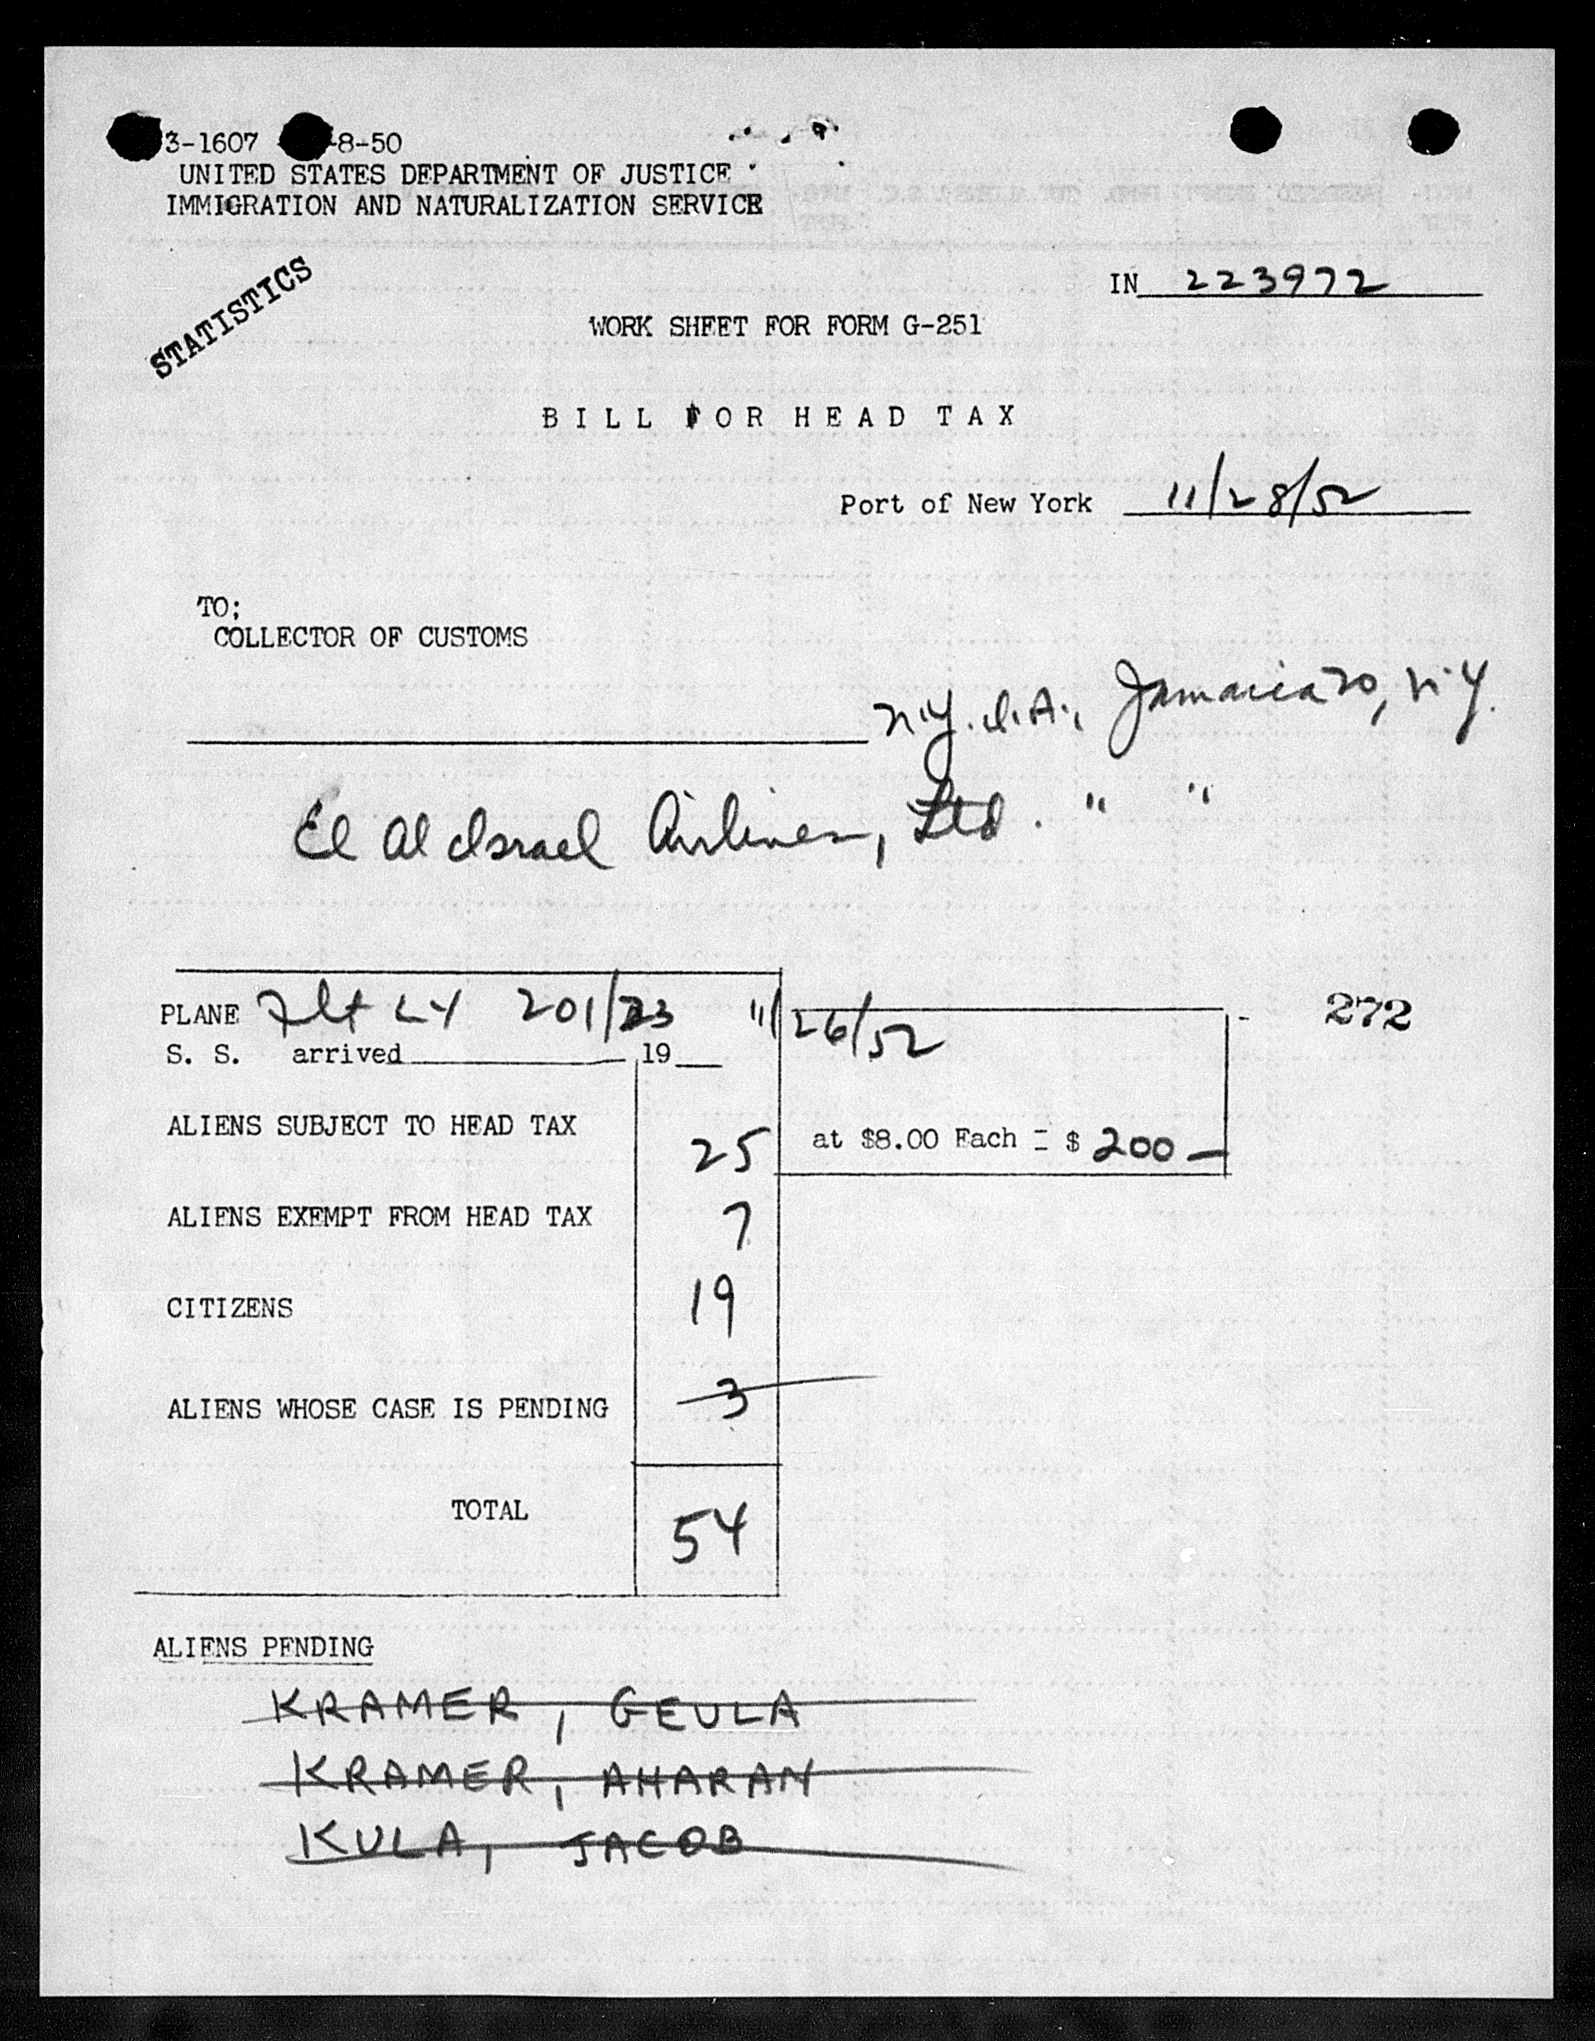 3-1607 -8-50
UNITED STATES DEPARTMENT OF JUSTICE
IMMIGRATION AND NATURALIZATION SERVICE
STATISTICS
IN 223972
WORK SHEET FOR FORM G-251
BILL FOR HEAD TAX
Port of New York 11/28/52
TO;
COLLECTOR OF CUSTOMS
N.Y.I.A., Jamaica 30, N.Y.
El Al Israel Airlines, Ltd. " "
PLANE Flt LY 201/23 11/26/52 - 272
S. S. arrived 19
ALIENS SUBJECT TO HEAD TAX 25 at $8.00 Each = $ 200 —
ALIENS EXEMPT FROM HEAD TAX 7
CITIZENS 19
ALIENS WHOSE CASE IS PENDING 3
TOTAL 54
ALIENS PENDING
KRAMER, GEULA
KRAMER, AHARAN
KULA, JACOB